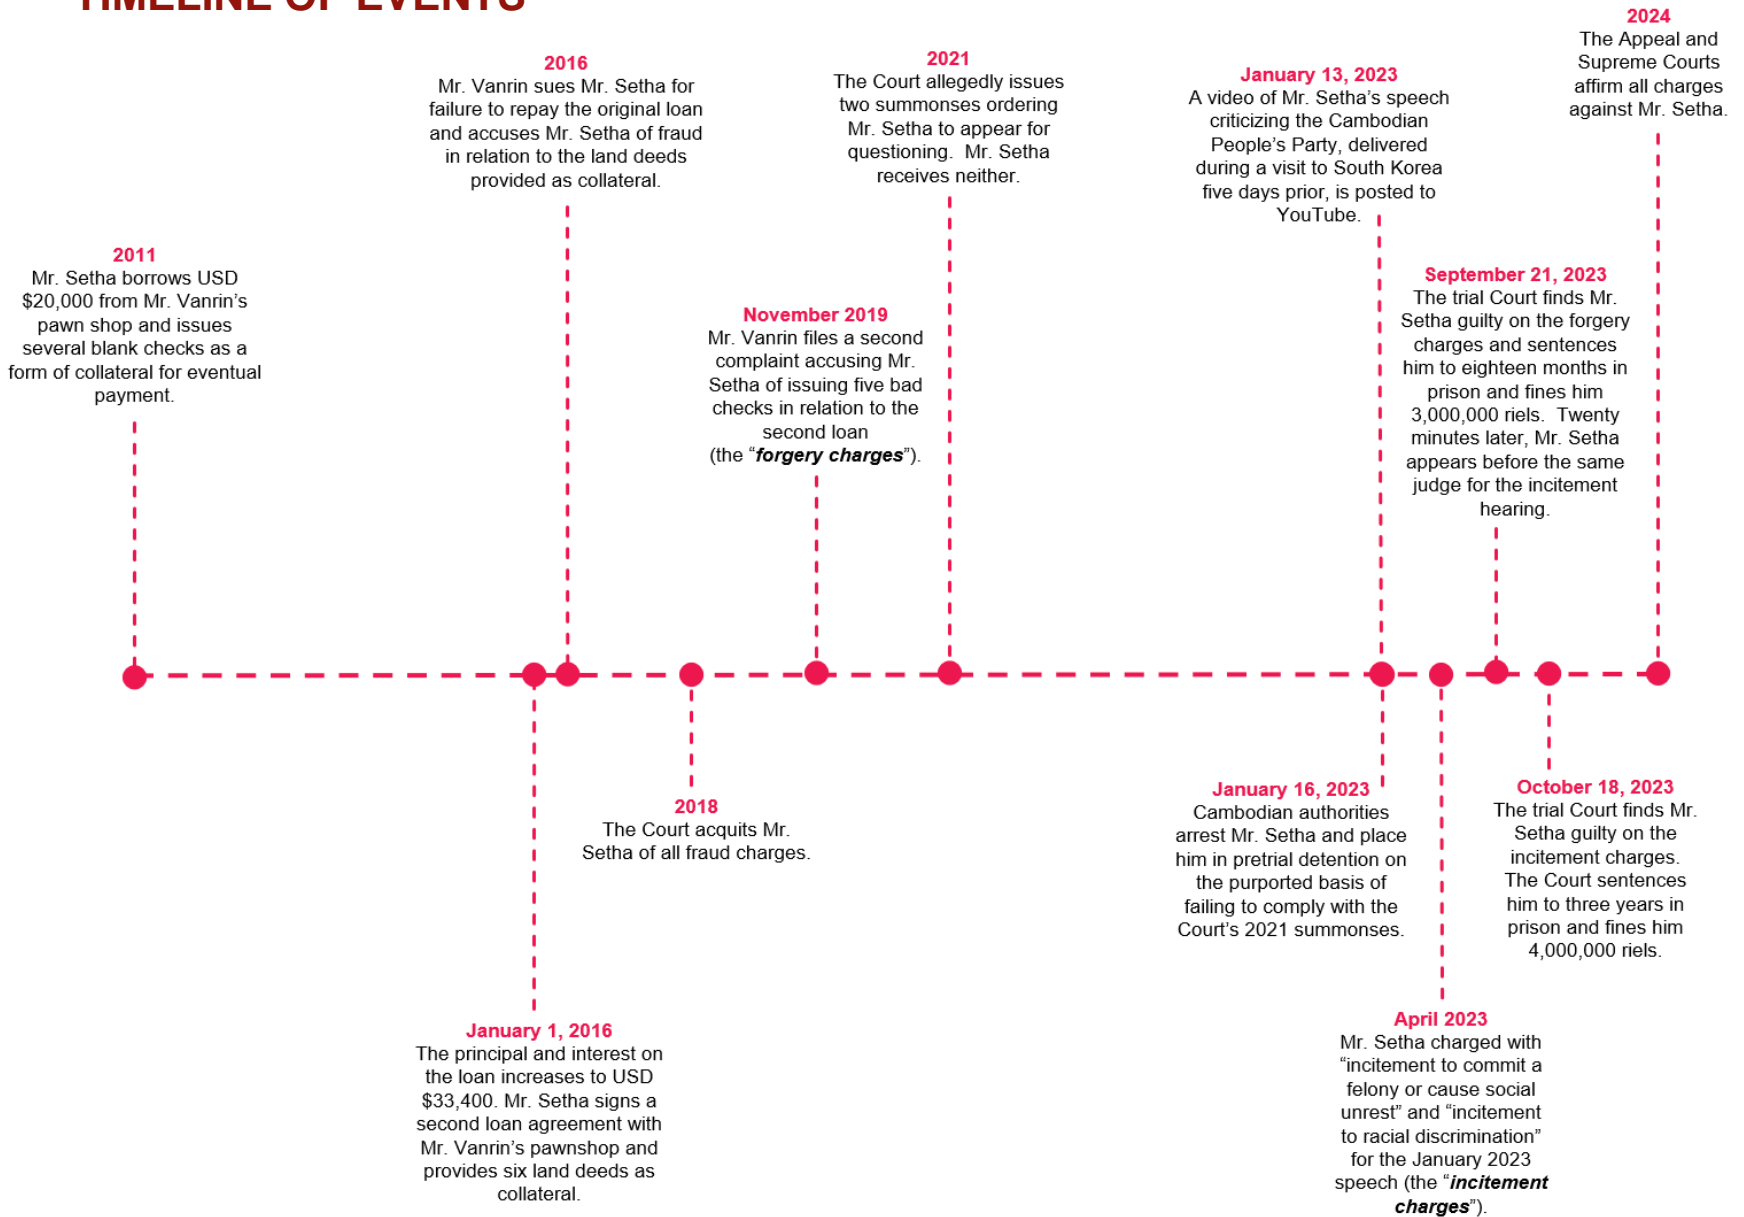 TIMELINE OF EVENTS
2011
Mr. Setha borrows USD
$20,000 from Mr. Vanrin’s
pawn shop and issues
several blank checks as a
form of collateral for eventual
payment.
January 1, 2016
The principal and interest on
the loan increases to USD
$33,400. Mr. Setha signs a
second loan agreement with
Mr. Vanrin’s pawnshop and
provides six land deeds as
collateral.
2016
Mr. Vanrin sues Mr. Setha for
failure to repay the original loan
and accuses Mr. Setha of fraud
in relation to the land deeds
provided as collateral.
2018
The Court acquits Mr.
Setha of all fraud charges.
November 2019
Mr. Vanrin files a second
complaint accusing Mr.
Setha of issuing five bad
checks in relation to the
second loan
(the “forgery charges”).
2021
The Court allegedly issues
two summonses ordering
Mr. Setha to appear for
questioning.  Mr. Setha
receives neither.
January 13, 2023
A video of Mr. Setha’s speech
criticizing the Cambodian
People’s Party, delivered
during a visit to South Korea
five days prior, is posted to
YouTube.
January 16, 2023
Cambodian authorities
arrest Mr. Setha and place
him in pretrial detention on
the purported basis of
failing to comply with the
Court’s 2021 summonses.
April 2023
Mr. Setha charged with
“incitement to commit a
felony or cause social
unrest” and “incitement
to racial discrimination”
for the January 2023
speech (the “incitement
charges”).
September 21, 2023
The trial Court finds Mr.
Setha guilty on the forgery
charges and sentences
him to eighteen months in
prison and fines him
3,000,000 riels.  Twenty
minutes later, Mr. Setha
appears before the same
judge for the incitement
hearing.
October 18, 2023
The trial Court finds Mr.
Setha guilty on the
incitement charges.
The Court sentences
him to three years in
prison and fines him
4,000,000 riels.
2024
The Appeal and
Supreme Courts
affirm all charges
against Mr. Setha.